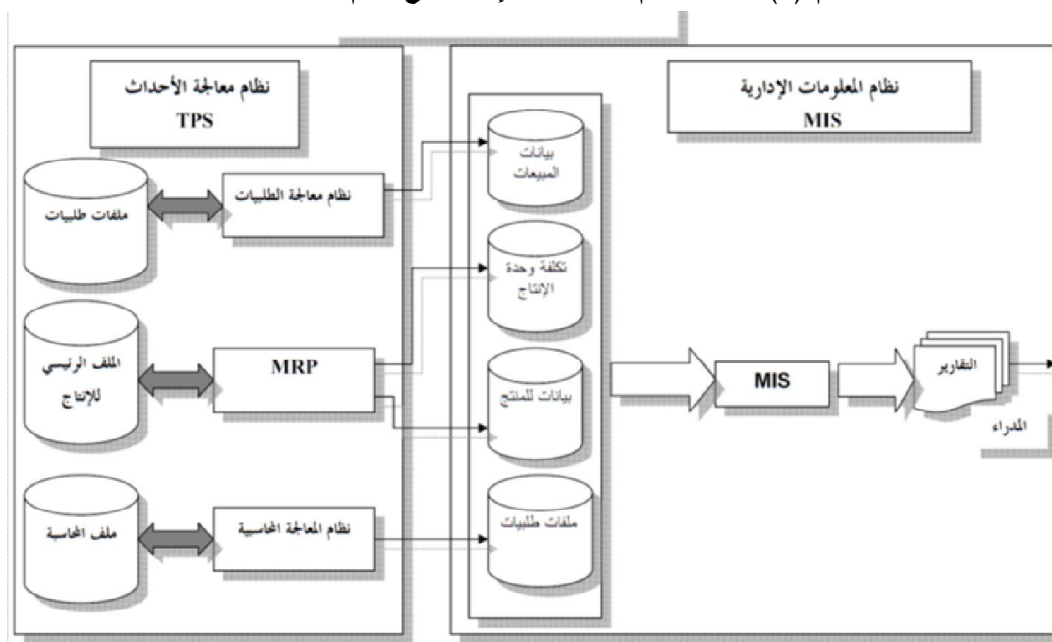 نظام المعلومات الإدارية
MIS
نظام معالجة الأحداث
TPS
بيانات
المبيعات
نظام معالجة الطلبيات
ملفات طلبيات
تكلفة وحدة
الإنتاج
الملف الرئيسي
للإنتاج
MRP
بيانات للمنتج
MIS
التقارير
المدراء
ملف المحاسبة
نظام المعالجة المحاسبية
ملفات طلبيات